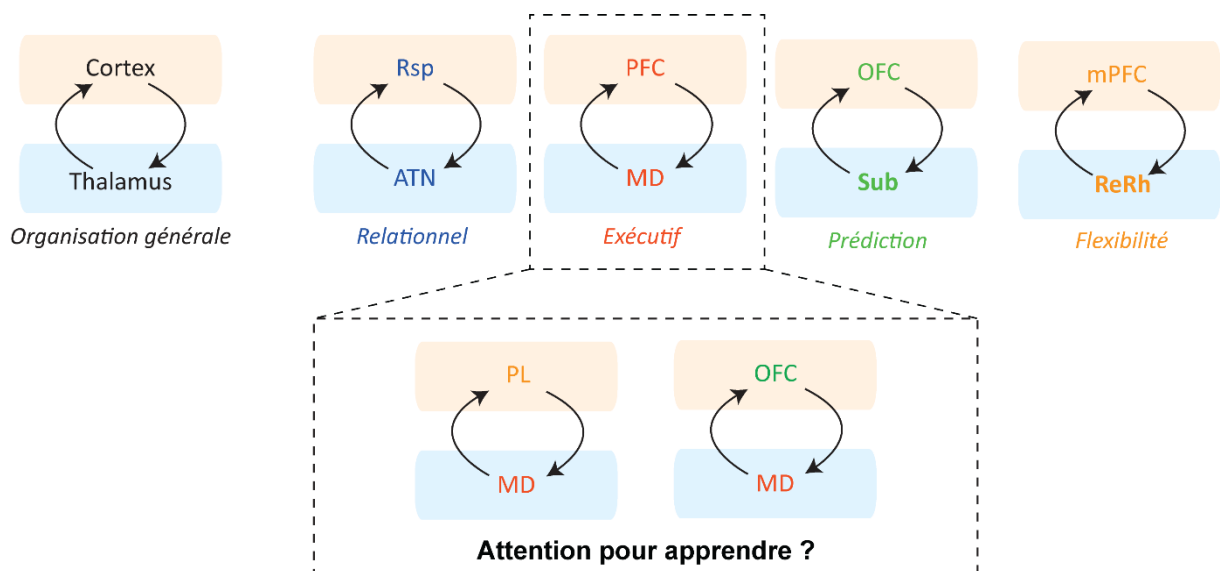 Cortex
Thalamus
Organisation générale
Rsp
ATN
Relationnel
PFC
MD
Exécutif
OFC
Sub
Prédiction
mPFC
ReRh
Flexibilité
PL
MD
OFC
MD
Attention pour apprendre ?